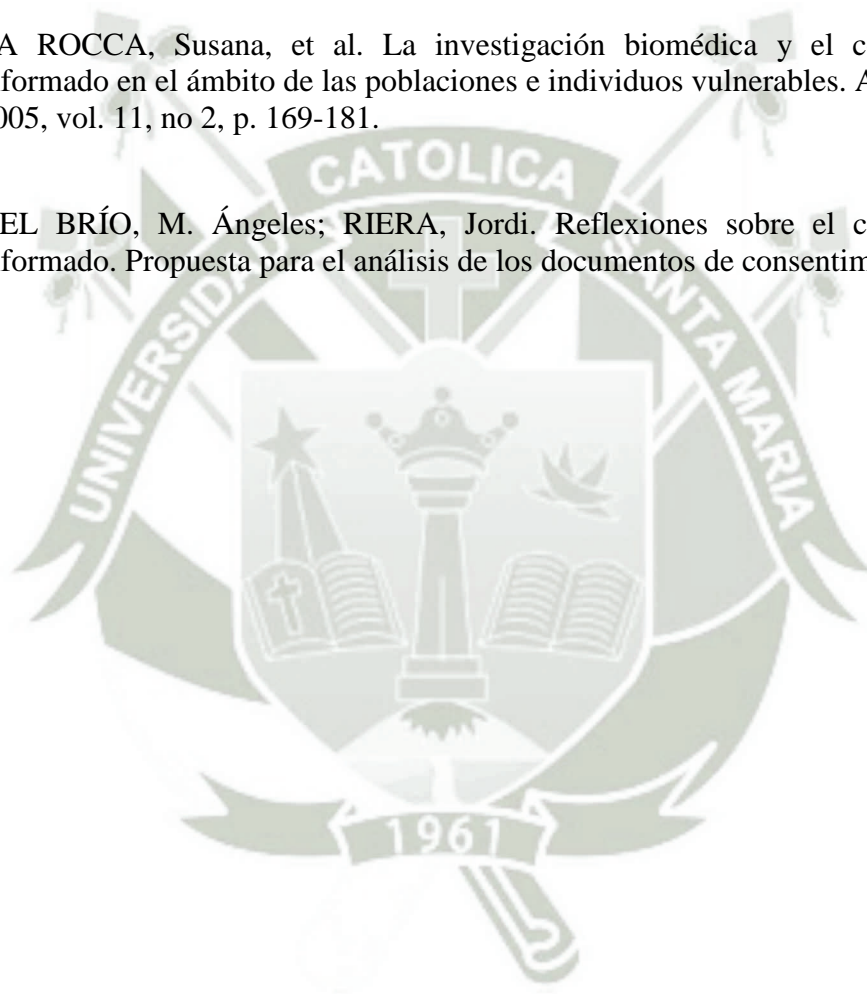 A ROCCA, Susana, et al. La investigación biomédica y el c
formado en el ámbito de las poblaciones e individuos vulnerables. A
005, vol. 11, no 2, p. 169-181.
EL BRÍO, M. Ángeles; RIERA, Jordi. Reflexiones sobre el c
formado. Propuesta para el análisis de los documentos de consentim
UNIVERSIDAD CATOLICA SANTA MARIA
1961